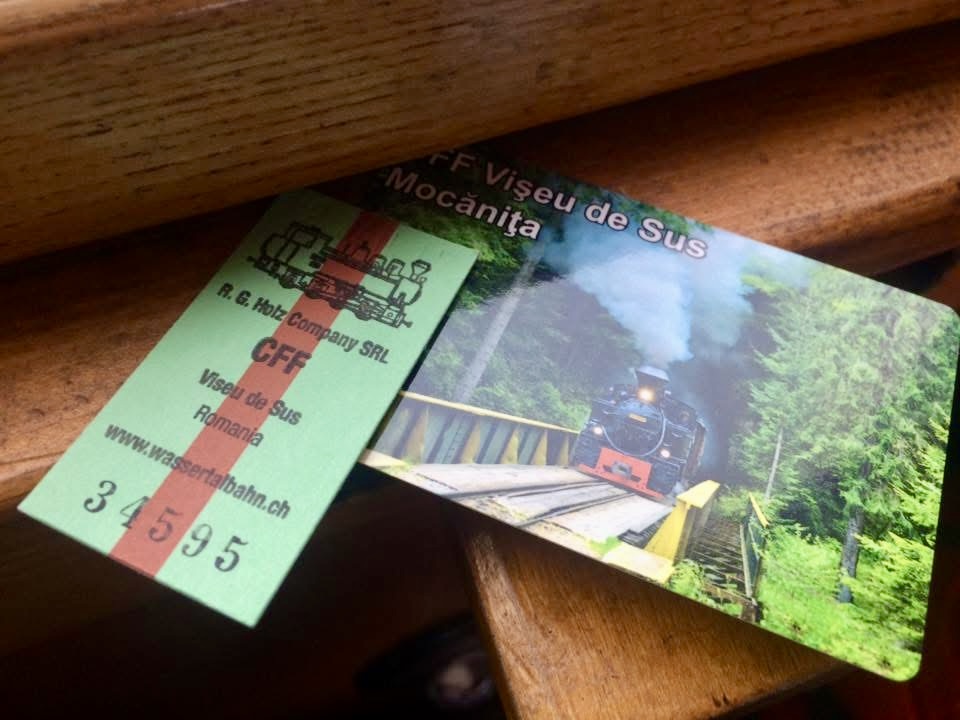 R. G. Holz Company SRL
CFF
Viseu de Sus
Romania
www.wassertalbahn.ch
34595
CFF Vişeu de Sus
Mocăniţa